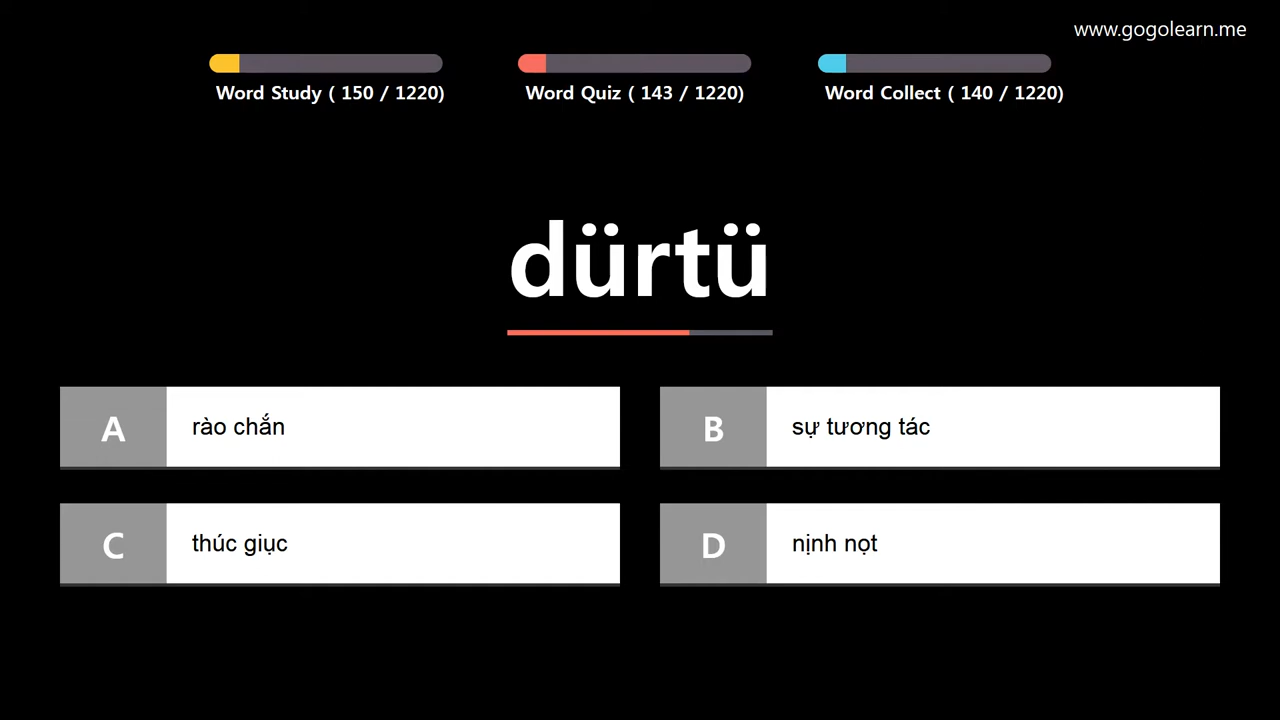 www.gogolearn.me
Word Study ( 150 / 1220)
Word Quiz ( 143 / 1220)
Word Collect ( 140 / 1220)
dürtü
A
rào chắn
B
sự tương tác
C
thúc giục
D
nịnh nọt